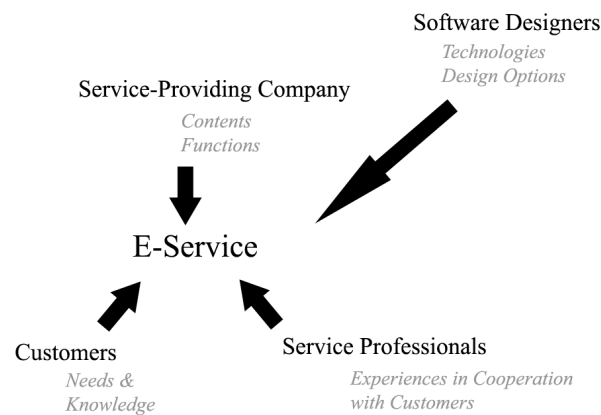 Software Designers
Technologies
Design Options
Service-Providing Company
Contents
Functions
E-Service
Customers
Needs &
Knowledge
Service Professionals
Experiences in Cooperation
with Customers